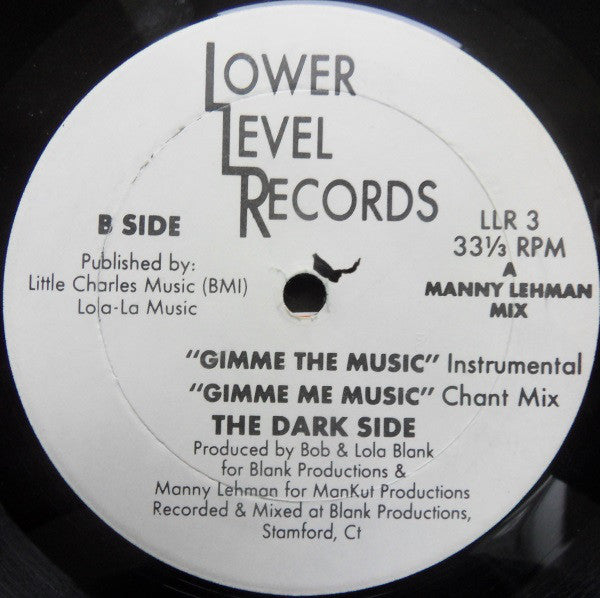 LOWER
LEVEL
RECORDS
B SIDE
Published by:
Little Charles Music (BMI)
Lola-La Music
LLR 3
33⅓ RPM
A
MANNY LEHMAN
MIX
"GIMME THE MUSIC" Instrumental
"GIMME ME MUSIC" Chant Mix
THE DARK SIDE
Produced by Bob & Lola Blank
for Blank Productions &
Manny Lehman for ManKut Productions
Recorded & Mixed at Blank Productions,
Stamford, Ct